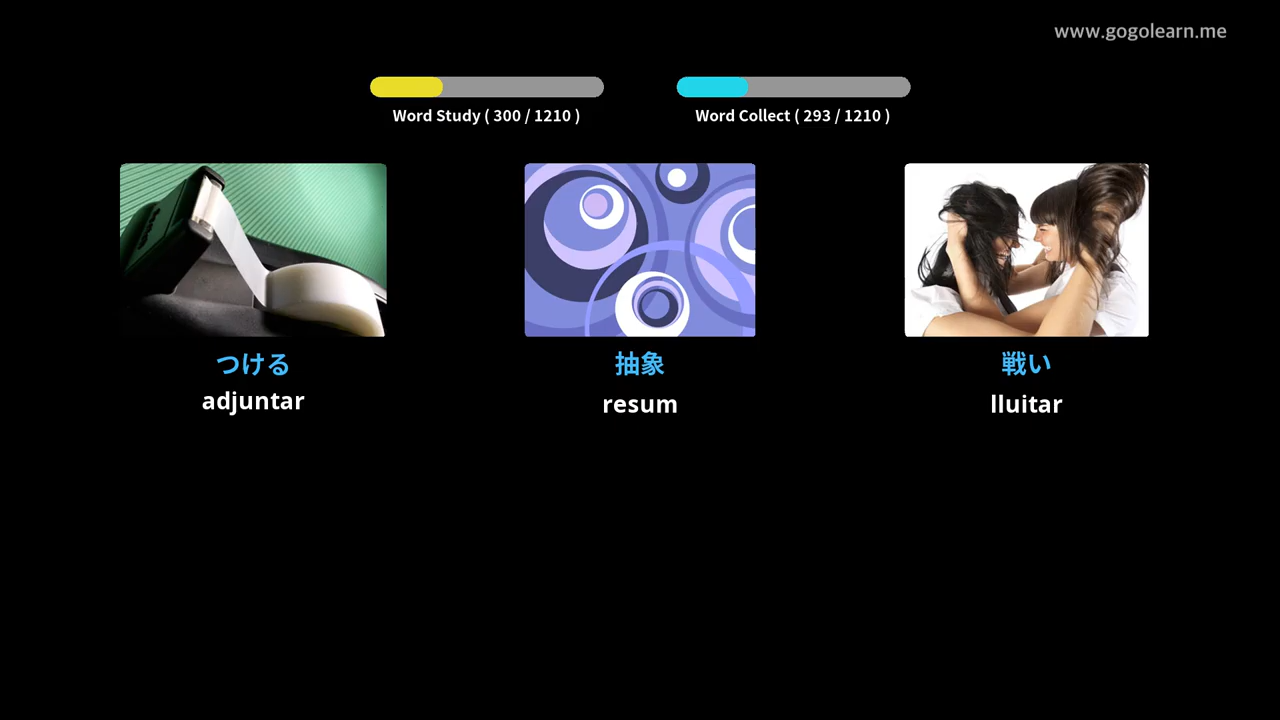 www.gogolearn.me
Word Study ( 300 / 1210 )
Word Collect ( 293 / 1210 )
つける
adjuntar
抽象
resum
戦い
lluitar